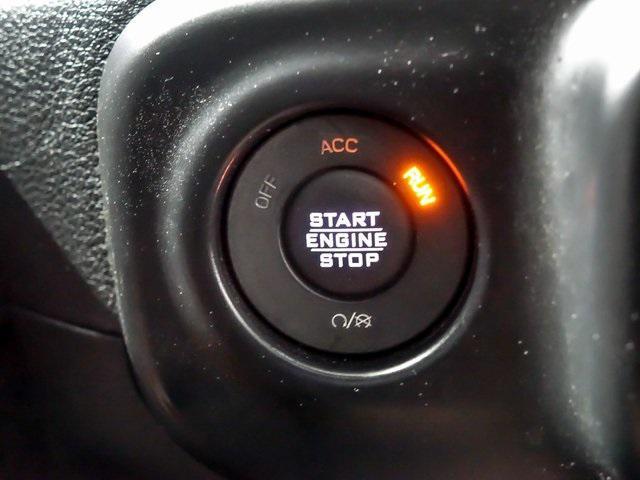 ACC
OFF
RUN
START
ENGINE
STOP